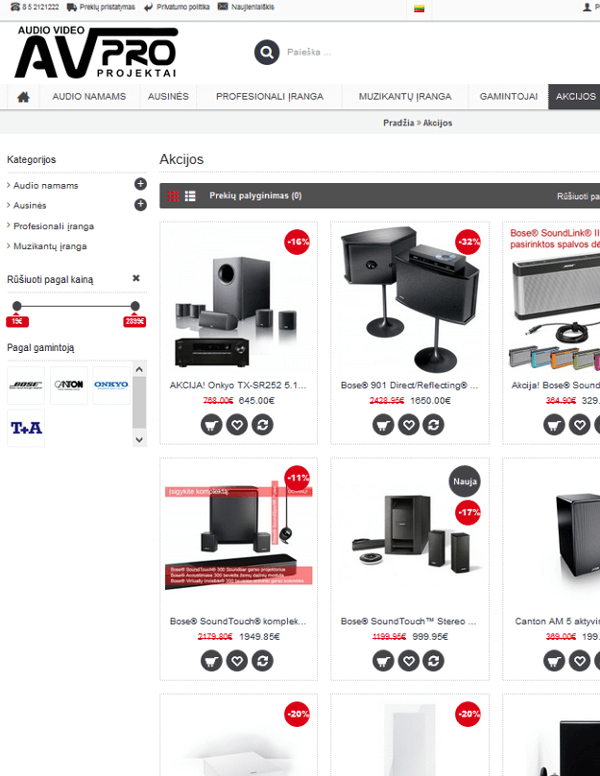 8 5 2121222 Prekių pristatymas Privatumo politika Naujienlaiškis P
AUDIO VIDEO
AV PRO
PROJEKTAI
Paieška ...
AUDIO NAMAMS AUSINĖS PROFESIONALI ĮRANGA MUZIKANTŲ ĮRANGA GAMINTOJAI AKCIJOS
Pradžia » Akcijos
Kategorijos
Audio namams
Ausinės
Profesionali įranga
Muzikantų įranga
Rūšiuoti pagal kainą
19€ 2899€
Pagal gamintoją
BOSE CANTON ONKYO
T+A
Akcijos
Prekių palyginimas (0) Rūšiuoti pa
-16%
AKCIJA! Onkyo TX-SR252 5.1...
768.00€ 645.00€
-32%
Bose® 901 Direct/Reflecting® ...
2428.95€ 1650.00€
Bose® SoundLink® II
pasirinktos spalvos dė
Akcija! Bose® Sound
364.90€ 329.
-11%
Įsigykite komplektą
Bose® SoundTouch® komplek...
2179.80€ 1949.85€
Nauja
-17%
Bose® SoundTouch™ Stereo ...
1199.95€ 999.95€
Canton AM 5 aktyvin
369.00€ 199.
-20%
-20%